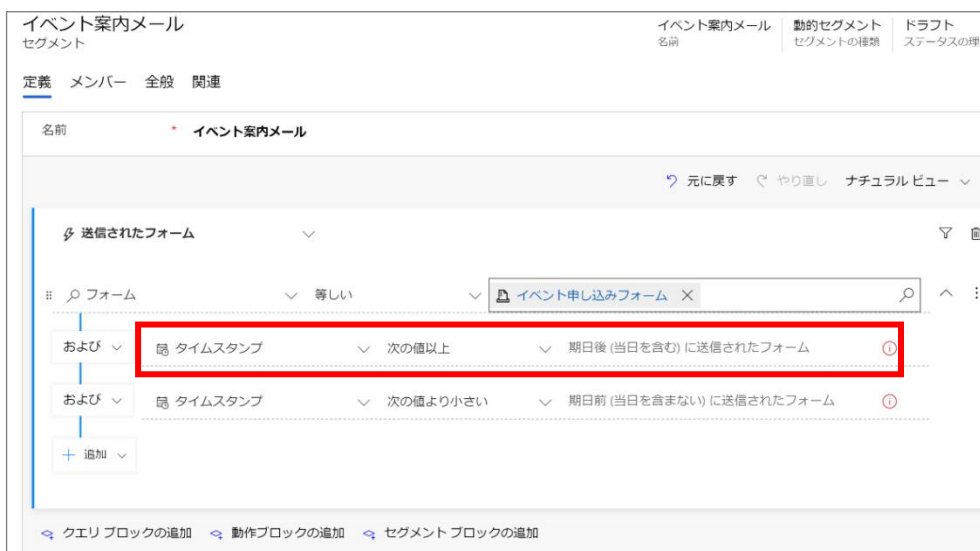 イベント案内メール
セグメント
イベント案内メール 動的セグメント ドラフト
名前 セグメントの種類 ステータスの理
定義 メンバー 全般 関連
名前 * イベント案内メール
元に戻す やり直し ナチュラル ビュー
送信されたフォーム
フォーム 等しい イベント申し込みフォーム
および タイムスタンプ 次の値以上 期日後 (当日を含む) に送信されたフォーム
および タイムスタンプ 次の値より小さい 期日前 (当日を含まない) に送信されたフォーム
追加
クエリ ブロックの追加 動作ブロックの追加 セグメント ブロックの追加